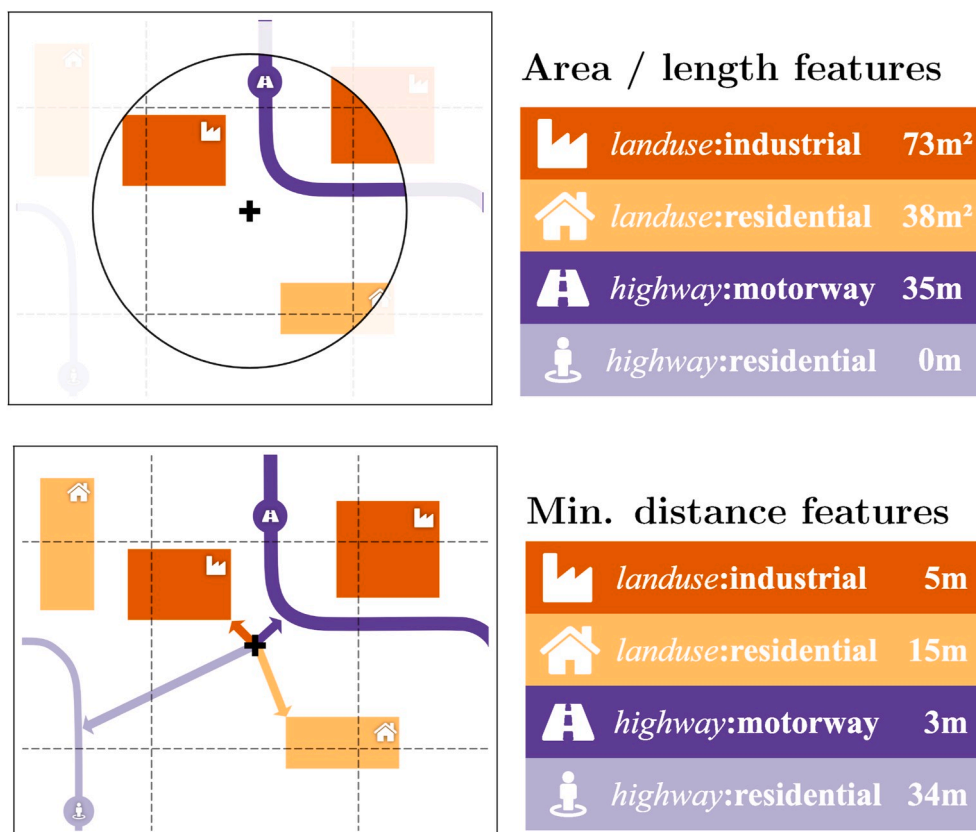 Area / length features
landuse:industrial 73m²
landuse:residential 38m²
highway:motorway 35m
highway:residential 0m
Min. distance features
landuse:industrial 5m
landuse:residential 15m
highway:motorway 3m
highway:residential 34m